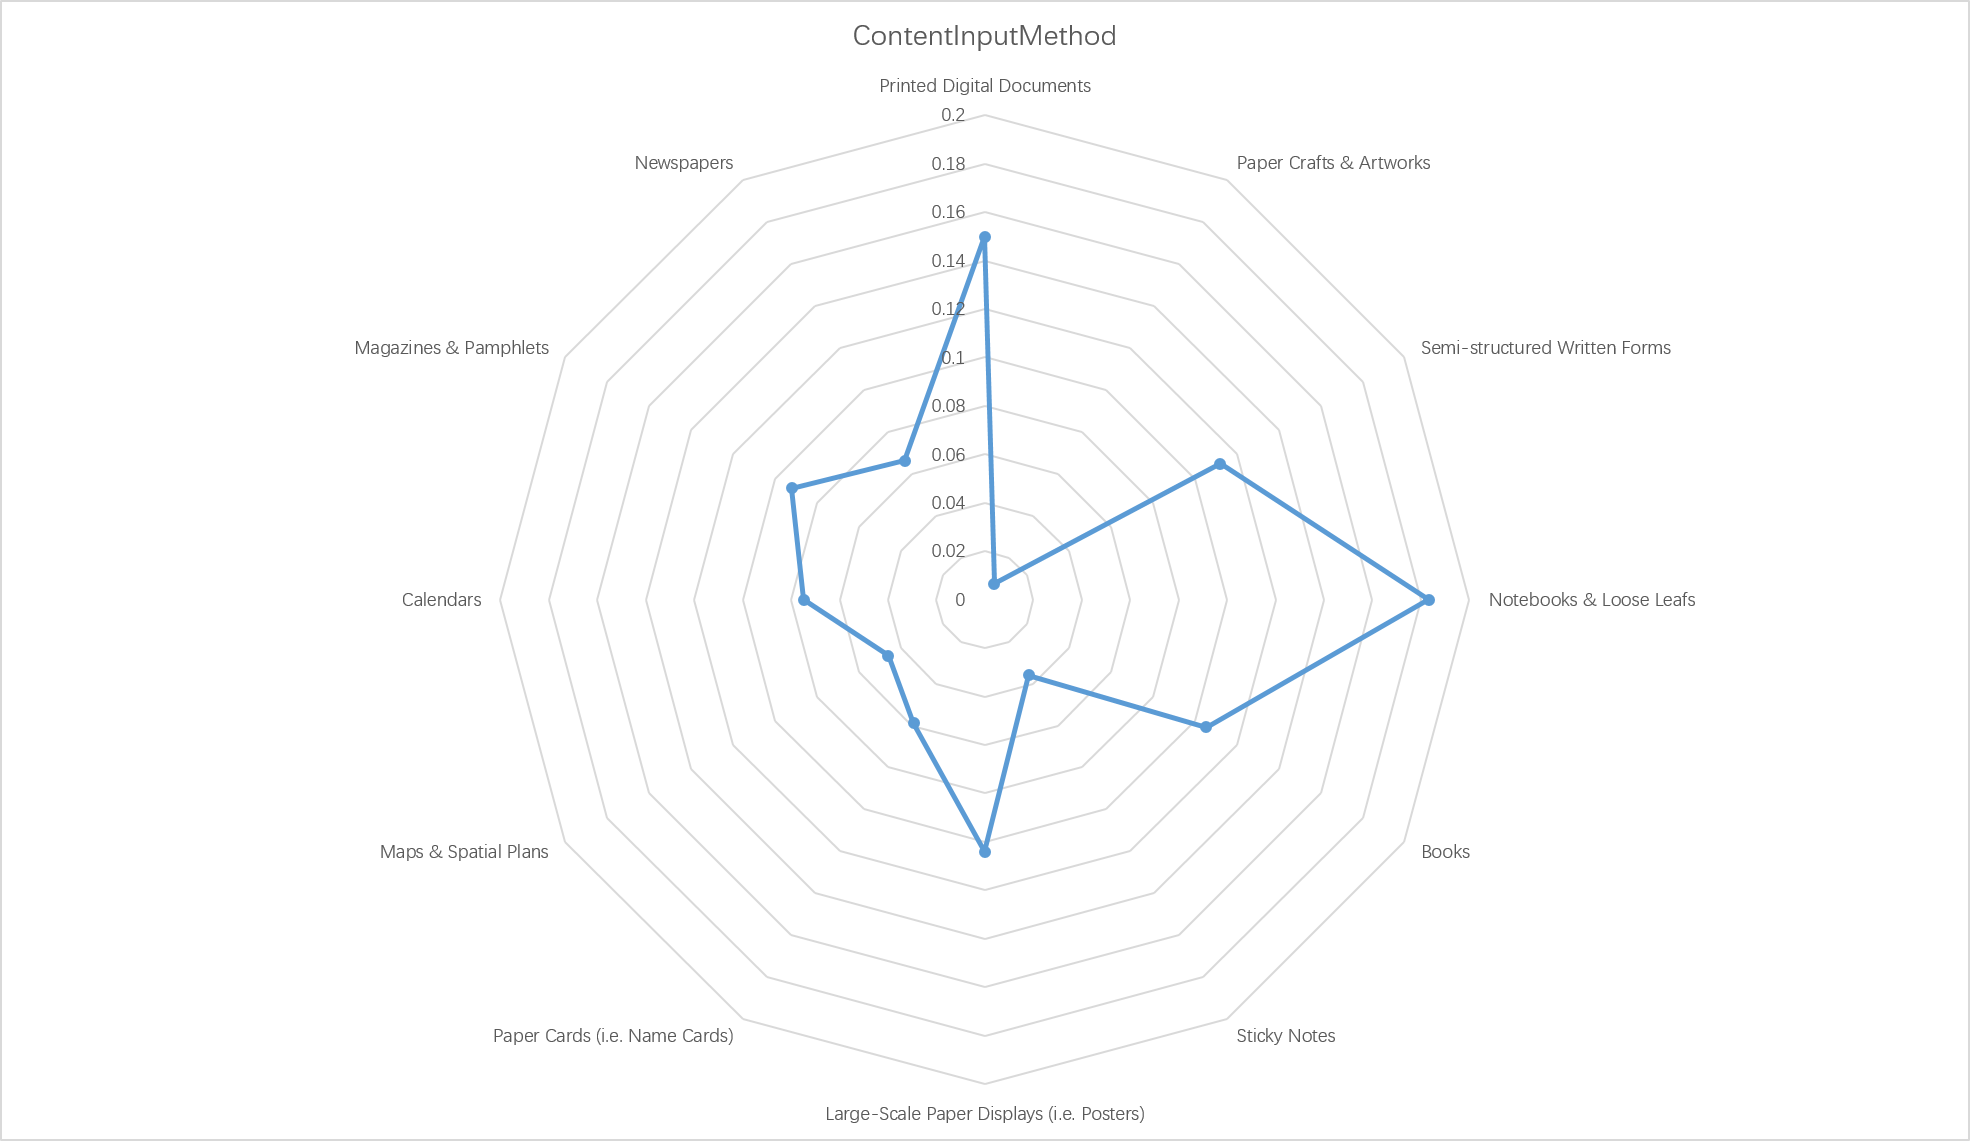 ContentInputMethod
Printed Digital Documents
0.2
Newspapers
Paper Crafts & Artworks
0.18
0.16
0.14
0.12
Magazines & Pamphlets
Semi-structured Written Forms
0.1
0.08
0.06
0.04
0.02
Calendars
0
Notebooks & Loose Leafs
Maps & Spatial Plans
Books
Paper Cards (i.e. Name Cards)
Sticky Notes
Large-Scale Paper Displays (i.e. Posters)